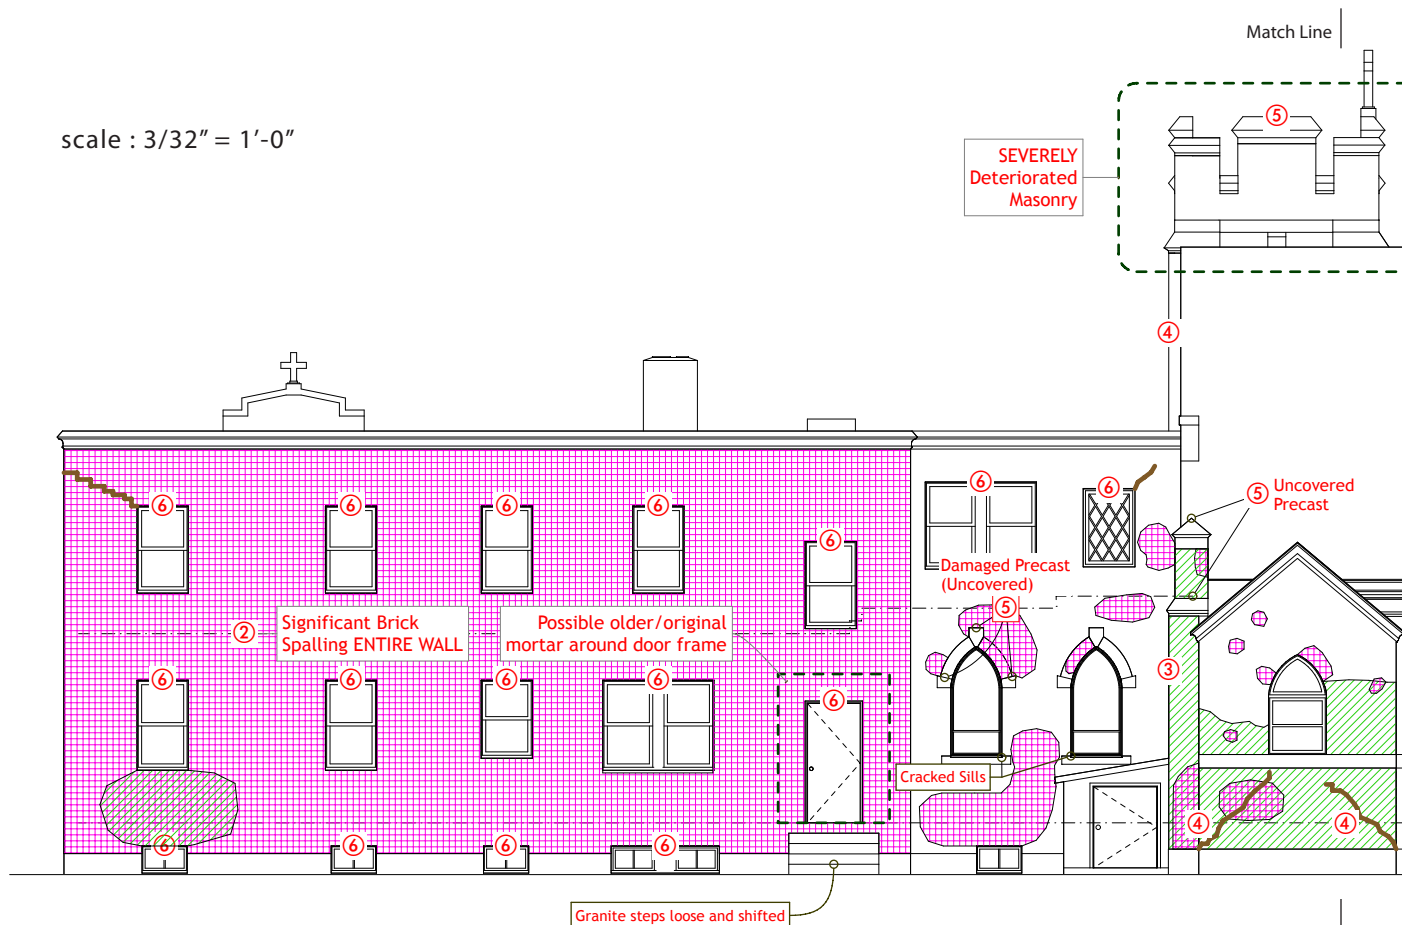 Match Line
scale : 3/32” = 1’-0”
5
SEVERELY
Deteriorated
Masonry
4
6 6 6 6 6 6 6
5 Uncovered
Precast
Damaged Precast
(Uncovered)
5
2 Significant Brick
Spalling ENTIRE WALL
Possible older/original
mortar around door frame
3
6 6 6 6 6
Cracked Sills
4 4
6 6 6 6
Granite steps loose and shifted